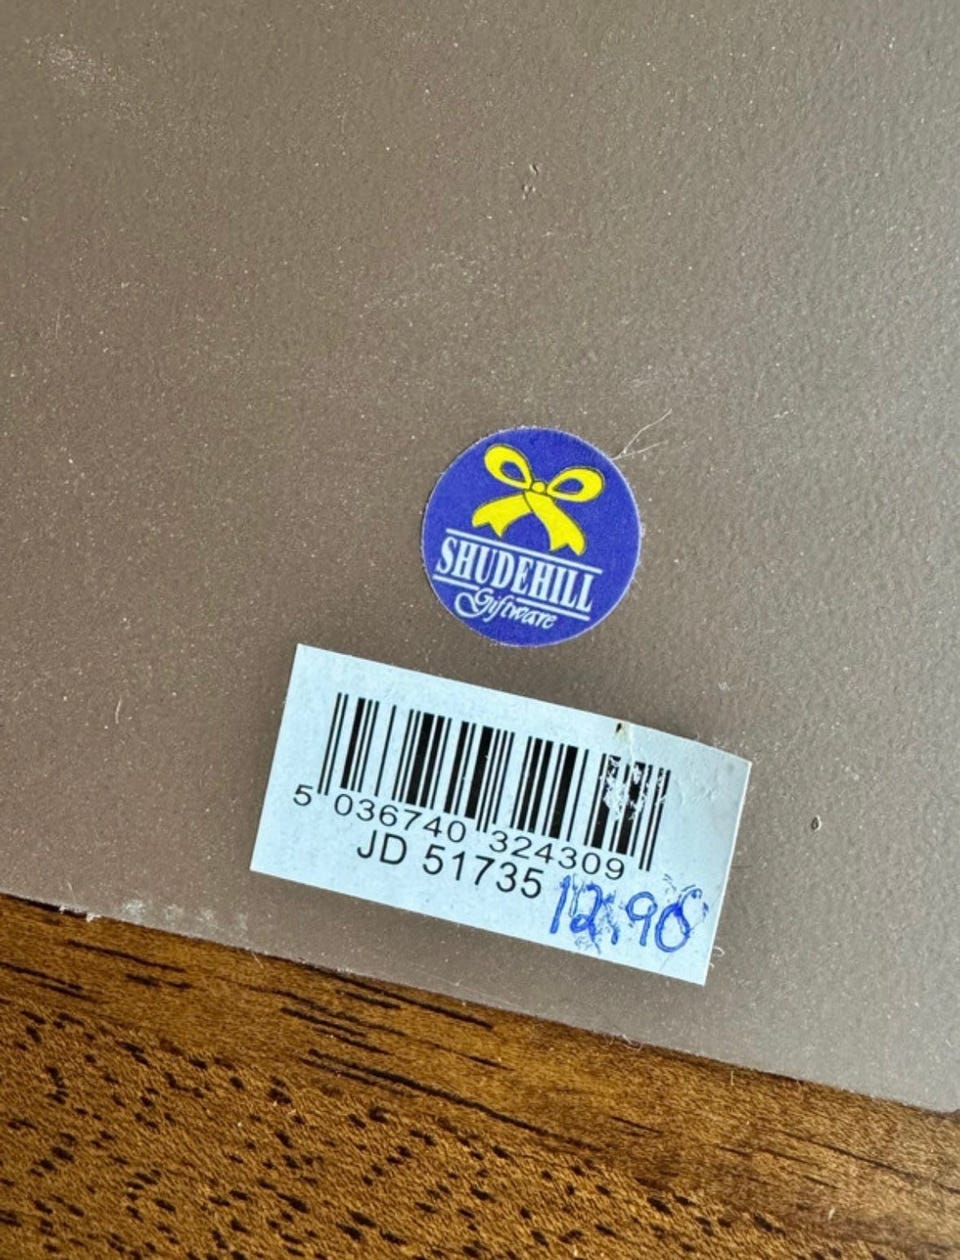 SHUDEHILL
Giftware
5 036740 324309
JD 51735
12.90